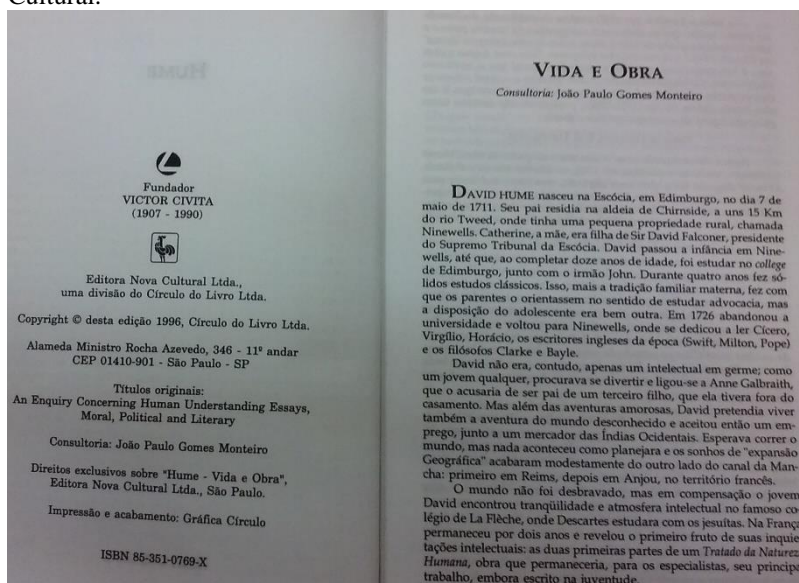 Cultural.
HUME
Fundador
VICTOR CIVITA
(1907 - 1990)
Editora Nova Cultural Ltda.,
uma divisão do Círculo do Livro Ltda.
Copyright © desta edição 1996, Círculo do Livro Ltda.
Alameda Ministro Rocha Azevedo, 346 - 11º andar
CEP 01410-901 - São Paulo - SP
Títulos originais:
An Enquiry Concerning Human Understanding Essays,
Moral, Political and Literary
Consultoria: João Paulo Gomes Monteiro
Direitos exclusivos sobre "Hume - Vida e Obra",
Editora Nova Cultural Ltda., São Paulo.
Impressão e acabamento: Gráfica Círculo
ISBN 85-351-0769-X
VIDA E OBRA
Consultoria: João Paulo Gomes Monteiro
DAVID HUME nasceu na Escócia, em Edimburgo, no dia 7 de
maio de 1711. Seu pai residia na aldeia de Chirnside, a uns 15 Km
do rio Tweed, onde tinha uma pequena propriedade rural, chamada
Ninewells. Catherine, a mãe, era filha de Sir David Falconer, presidente
do Supremo Tribunal da Escócia. David passou a infância em Nine-
wells, até que, ao completar doze anos de idade, foi estudar no college
de Edimburgo, junto com o irmão John. Durante quatro anos fez só-
lidos estudos clássicos. Isso, mais a tradição familiar materna, fez com
que os parentes o orientassem no sentido de estudar advocacia, mas
a disposição do adolescente era bem outra. Em 1726 abandonou a
universidade e voltou para Ninewells, onde se dedicou a ler Cícero,
Virgílio, Horácio, os escritores ingleses da época (Swift, Milton, Pope)
e os filósofos Clarke e Bayle.
David não era, contudo, apenas um intelectual em germe; como
um jovem qualquer, procurava se divertir e ligou-se a Anne Galbraith,
que o acusaria de ser pai de um terceiro filho, que ela tivera fora do
casamento. Mas além das aventuras amorosas, David pretendia viver
também a aventura do mundo desconhecido e aceitou então um em-
prego, junto a um mercador das Índias Ocidentais. Esperava correr o
mundo, mas nada aconteceu como planejara e os sonhos de "expansão
Geográfica" acabaram modestamente do outro lado do canal da Man-
cha: primeiro em Reims, depois em Anjou, no território francês.
O mundo não foi desbravado, mas em compensação o jovem
David encontrou tranqüilidade e atmosfera intelectual no famoso co-
légio de La Flèche, onde Descartes estudara com os jesuítas. Na França
permaneceu por dois anos e revelou o primeiro fruto de suas inquie-
tações intelectuais: as duas primeiras partes de um Tratado da Naturez
Humana, obra que permaneceria, para os especialistas, seu principa
trabalho, embora escrito na juventude.